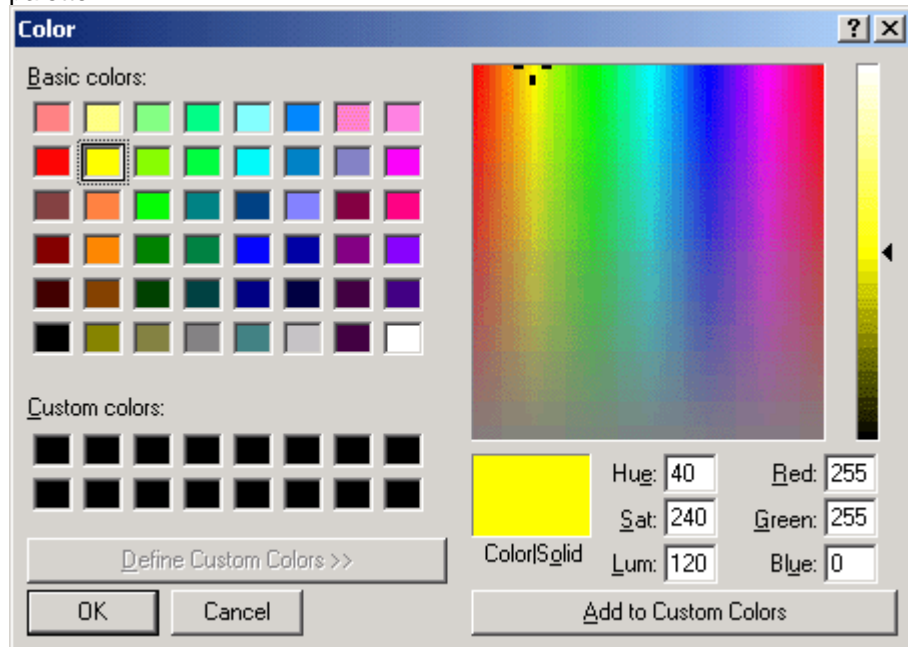 Color
Basic colors:
Custom colors:
Define Custom Colors >>
OK Cancel
Color|Solid
Hue: 40 Red: 255
Sat: 240 Green: 255
Lum: 120 Blue: 0
Add to Custom Colors